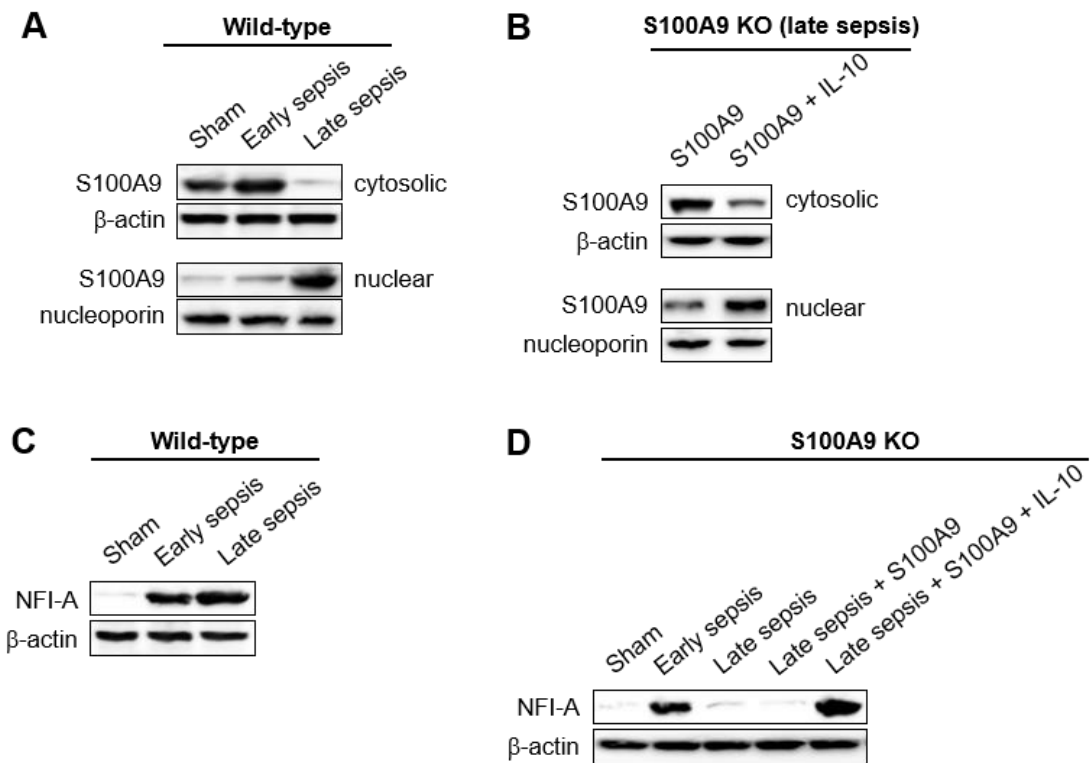 A
Wild-type
Sham
Early sepsis
Late sepsis
S100A9
cytosolic
β-actin
S100A9
nuclear
nucleoporin
B
S100A9 KO (late sepsis)
S100A9
S100A9 + IL-10
S100A9
cytosolic
β-actin
S100A9
nuclear
nucleoporin
C
Wild-type
Sham
Early sepsis
Late sepsis
NFI-A
β-actin
D
S100A9 KO
Sham
Early sepsis
Late sepsis
Late sepsis + S100A9
Late sepsis + S100A9 + IL-10
NFI-A
β-actin